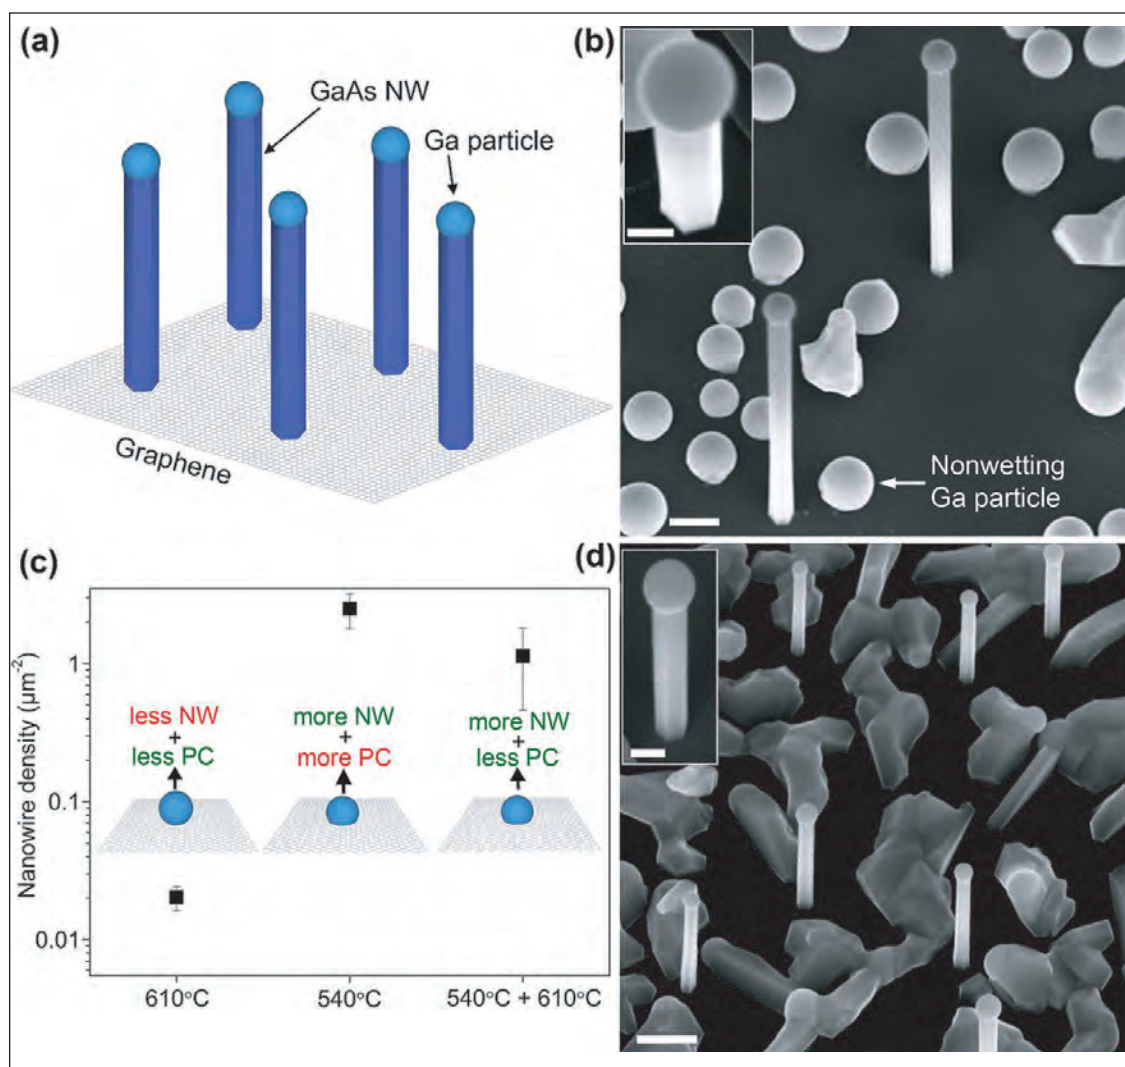 (a)
GaAs NW
Ga particle
Graphene
(b)
Nonwetting
Ga particle
(c)
Nanowire density (µm⁻²)
1
0.1
0.01
less NW
+
less PC
more NW
+
more PC
more NW
+
less PC
610°C
540°C
540°C + 610°C
(d)